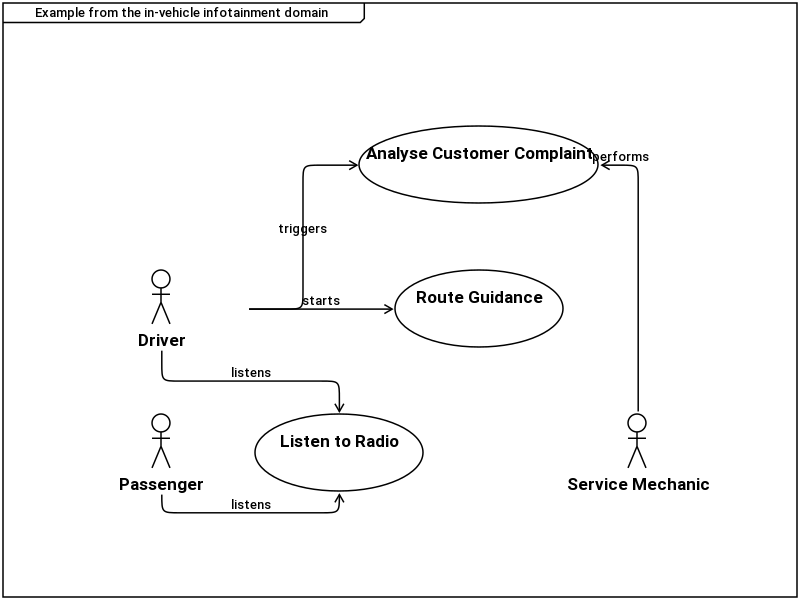 Example from the in-vehicle infotainment domain
Analyse Customer Complaint
performs
triggers
starts
Route Guidance
Driver
listens
Listen to Radio
Passenger
Service Mechanic
listens